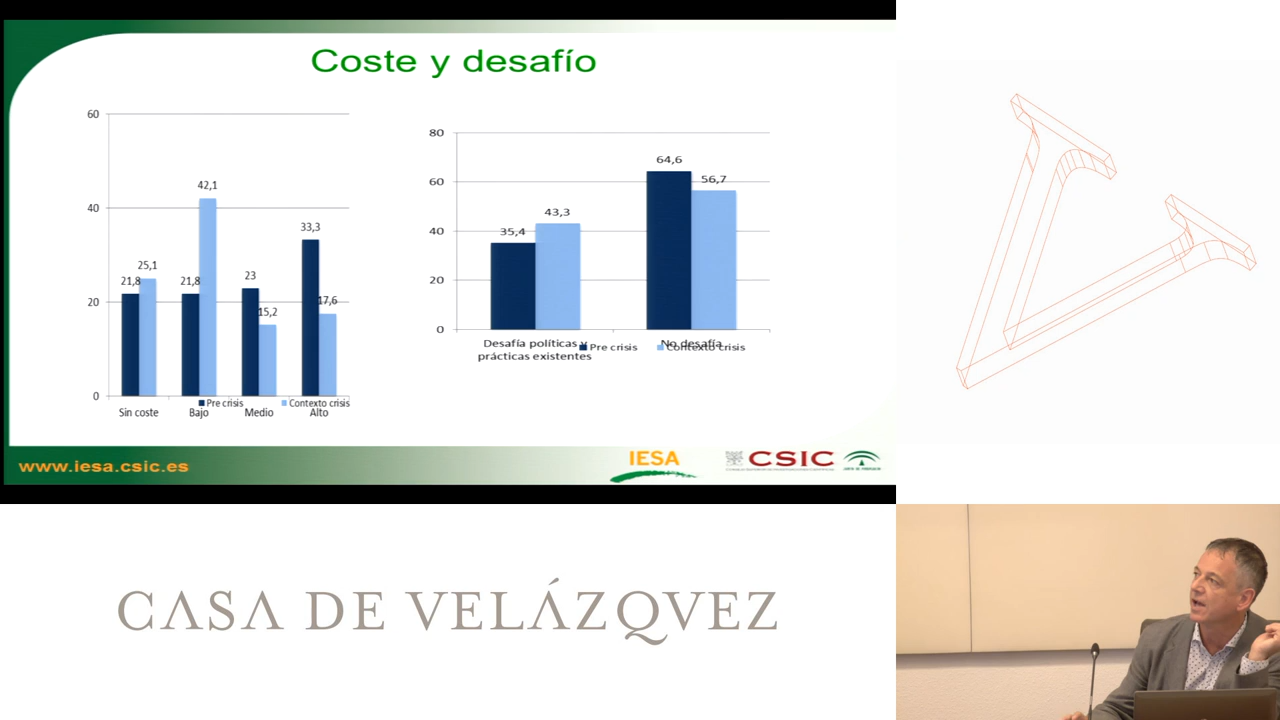 Coste y desafío
60
40
20
0
21,8
25,1
21,8
42,1
23
15,2
33,3
17,6
Sin coste
Bajo
Medio
Alto
Pre crisis
Contexto crisis
80
60
40
20
0
35,4
43,3
64,6
56,7
Desafía políticas y
prácticas existentes
No desafía
Pre crisis
Contexto crisis
www.iesa.csic.es
IESA
CSIC
CASA DE VELÁZQVEZ